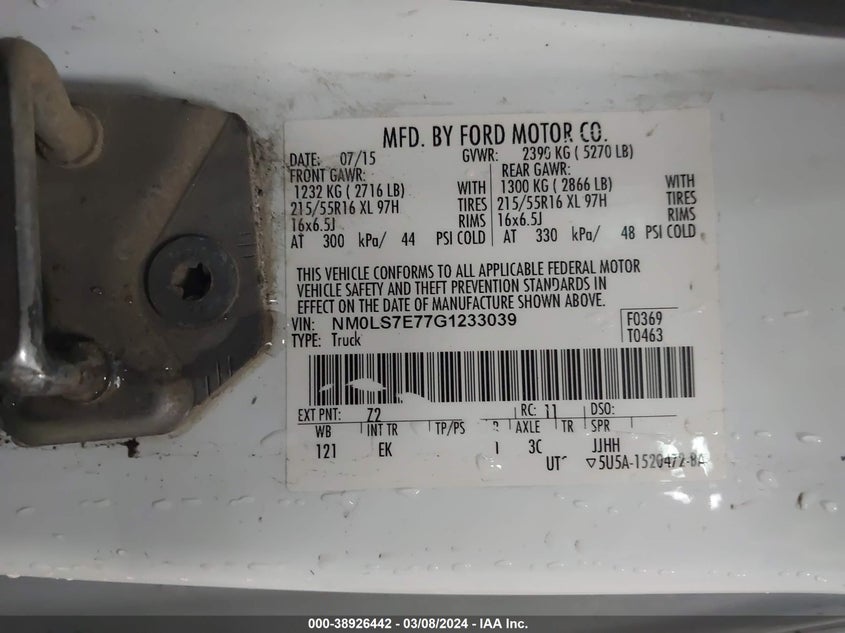 MFD. BY FORD MOTOR CO.
DATE: 07/15 GVWR: 2390 KG ( 5270 LB)
FRONT GAWR: REAR GAWR:
1232 KG ( 2716 LB) WITH 1300 KG ( 2866 LB) WITH
215/55R16 XL 97H TIRES 215/55R16 XL 97H TIRES
16x6.5J RIMS 16x6.5J RIMS
AT 300 kPa/ 44 PSI COLD AT 330 kPa/ 48 PSI COLD
THIS VEHICLE CONFORMS TO ALL APPLICABLE FEDERAL MOTOR
VEHICLE SAFETY AND THEFT PREVENTION STANDARDS IN
EFFECT ON THE DATE OF MANUFACTURE SHOWN ABOVE.
VIN: NM0LS7E77G1233039 F0369
TYPE: Truck T0463
EXT PNT: Z2 RC: 11 DSO:
WB INT TR TP/PS R AXLE TR SPR
121 EK 3C JJHH
▽5U5A-1520472-BA
000-38926442 — 03/08/2024 — IAA Inc.